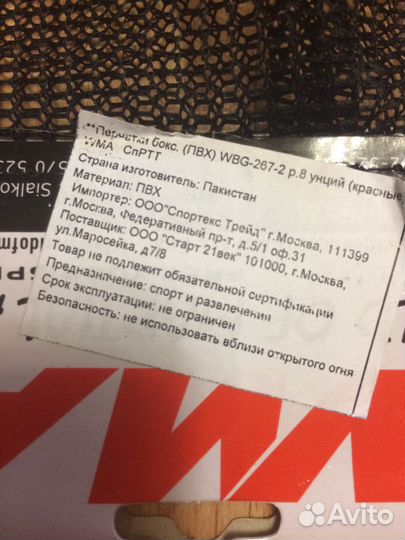 **Перчатки бокс. (ПВХ) WBG-267-2 р.8 унций (красные
WMA СпРТТ
Страна изготовитель: Пакистан
Материал: ПВХ
Импортер: ООО"Спортекс Трейд" г.Москва, 111399
г.Москва, Федеративный пр-т, д.5/1 оф.31
Поставщик: ООО "Старт 21век" 101000, г.Москва,
ул.Маросейка, д7/8
Товар не подлежит обязательной сертификации
Предназначение: спорт и развлечения
Срок эксплуатации: не ограничен
Безопасность: не использовать вблизи открытого огня
Sialko
Avito